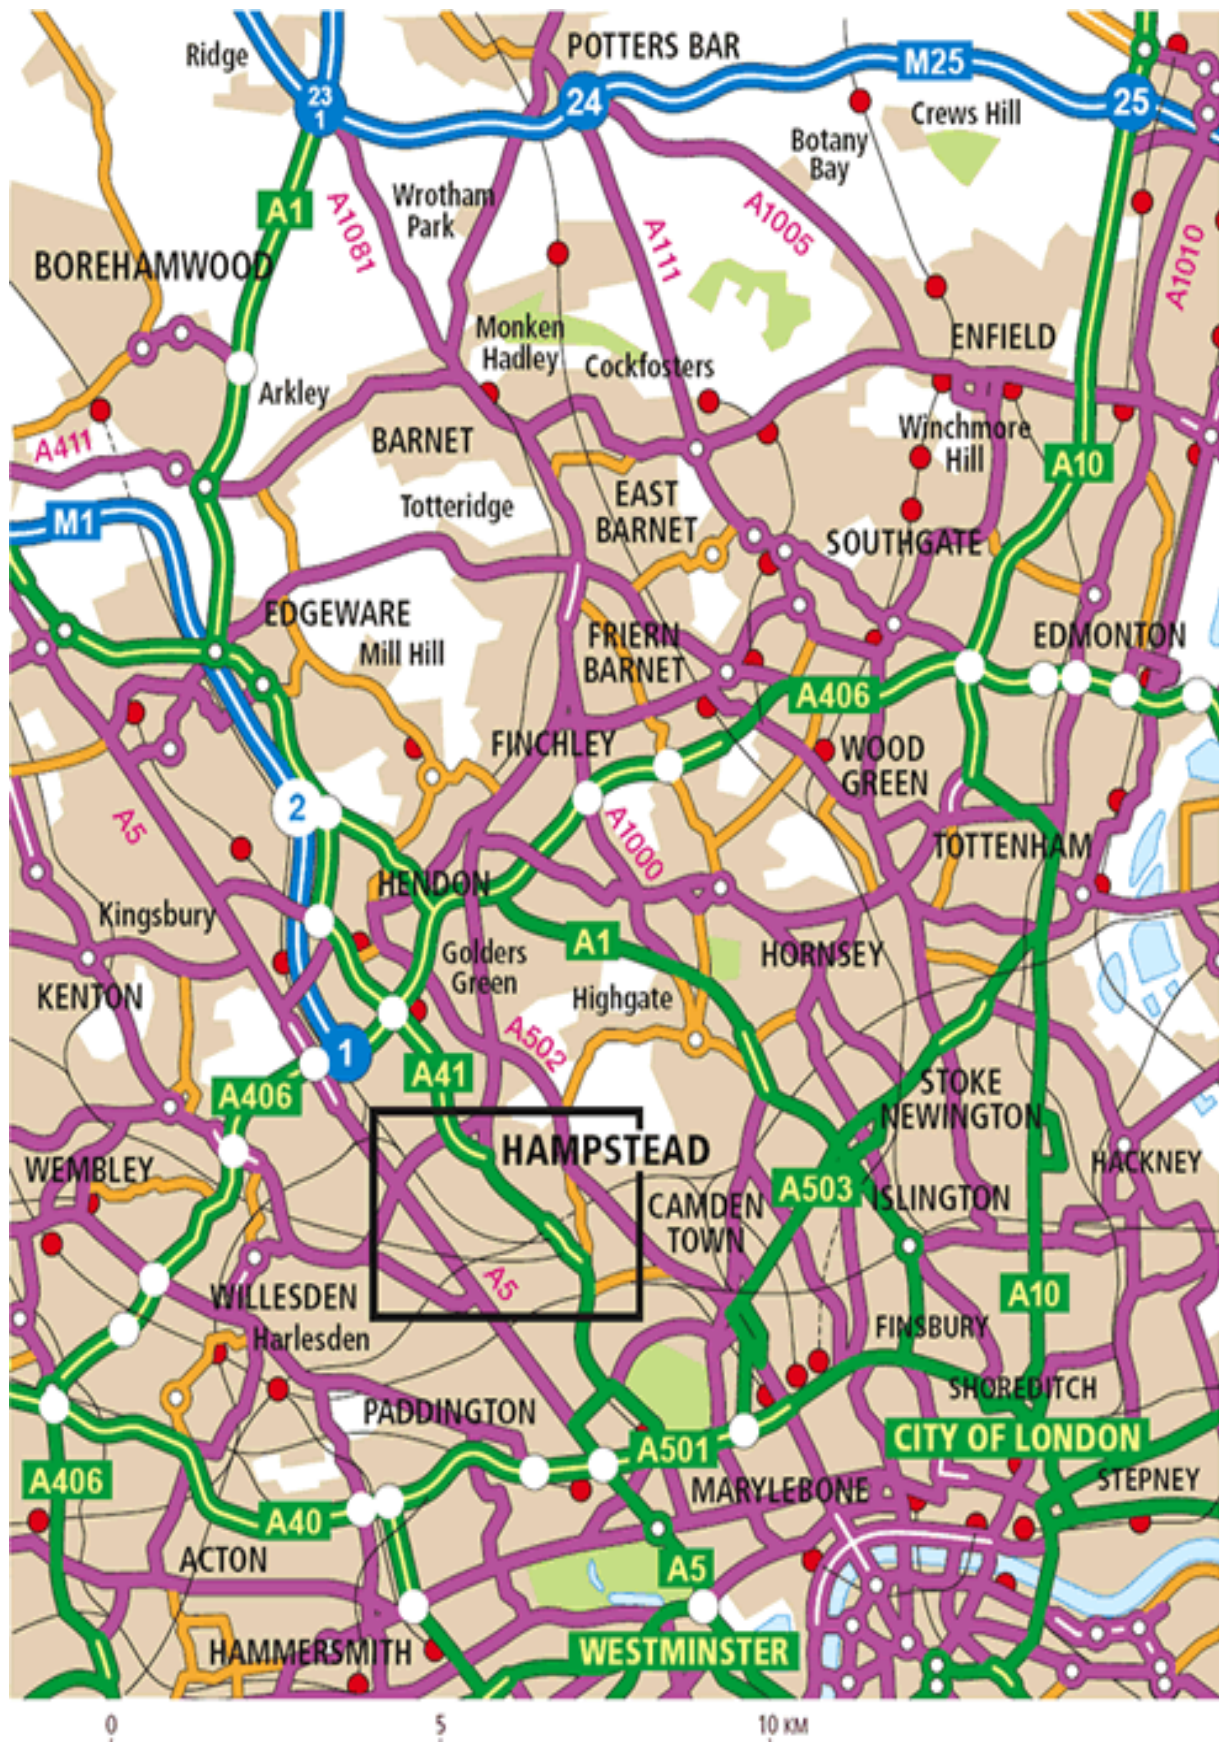 POTTERS BAR
Ridge
M25
23
1
24
25
Crews Hill
Botany
Bay
A1
A1081
Wrotham
Park
A111
A1005
A1010
BOREHAMWOOD
Monken
Hadley
Cockfosters
ENFIELD
Arkley
A411
BARNET
Winchmore
Hill
A10
Totteridge
EAST
BARNET
M1
SOUTHGATE
EDGEWARE
Mill Hill
FRIERN
BARNET
EDMONTON
A406
FINCHLEY
WOOD
GREEN
2
A5
A1000
TOTTENHAM
HENDON
Kingsbury
A1
Golders
Green
HORNSEY
KENTON
Highgate
A502
1
A41
A406
STOKE
NEWINGTON
HAMPSTEAD
WEMBLEY
HACKNEY
A503
ISLINGTON
CAMDEN
TOWN
A5
A10
WILLESDEN
Harlesden
FINSBURY
SHOREDITCH
PADDINGTON
A501
CITY OF LONDON
A406
MARYLEBONE
STEPNEY
A40
ACTON
A5
HAMMERSMITH
WESTMINSTER
0
5
10 KM